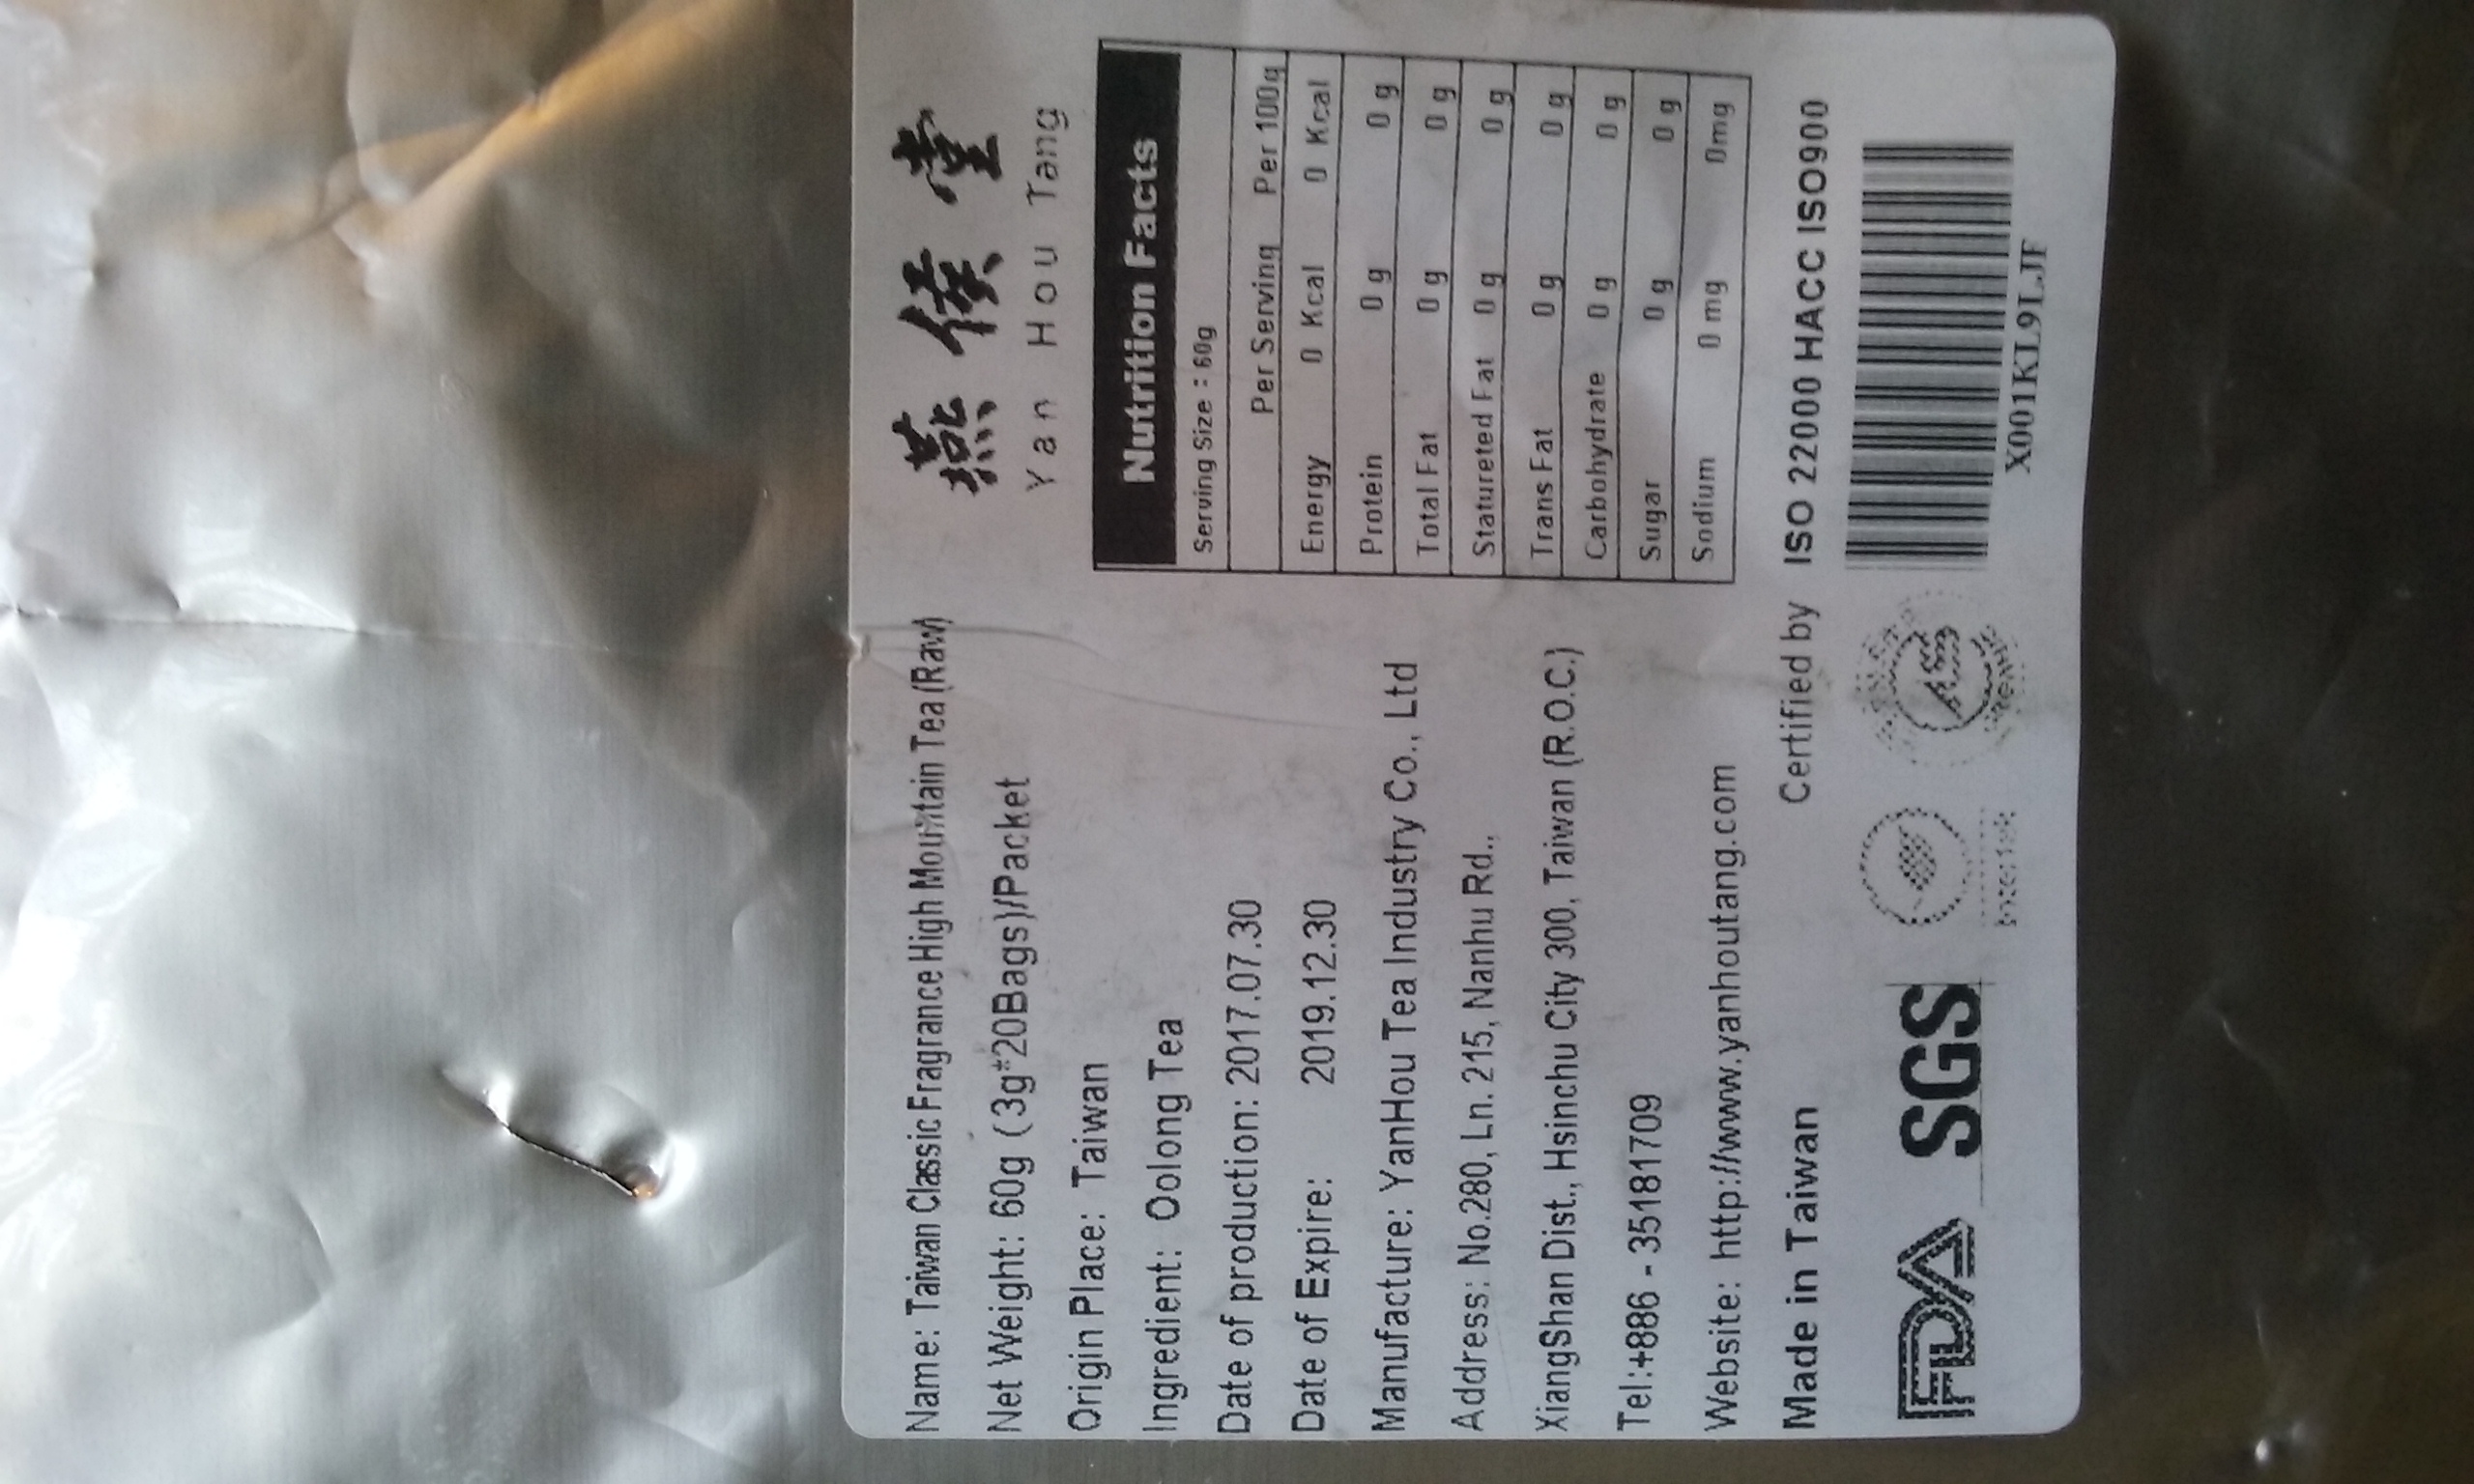 Name: Taiwan Classic Fragrance High Mountain Tea (Raw)
Net Weight: 60g (3g*20Bags)/Packet
Origin Place: Taiwan
Ingredient: Oolong Tea
Date of production: 2017.07.30
Date of Expire: 2019.12.30
Manufacture: YanHou Tea Industry Co., Ltd
Address: No.280, Ln. 215, Nanhu Rd.,
XiangShan Dist., Hsinchu City 300, Taiwan (R.O.C.)
Tel:+886 - 35181709
Website: http://www.yanhoutang.com
Made in Taiwan
燕侯堂
Yan Hou Tang
Nutrition Facts
Serving Size : 60g
Per Serving Per 100g
Energy 0 Kcal 0 Kcal
Protein 0 g 0 g
Total Fat 0 g 0 g
Statureted Fat 0 g 0 g
Trans Fat 0 g 0 g
Carbohydrate 0 g 0 g
Sugar 0 g 0 g
Sodium 0 mg 0mg
Certified by ISO 22000 HACC ISO900
FDA SGS
Intertek
X001KL9LJF